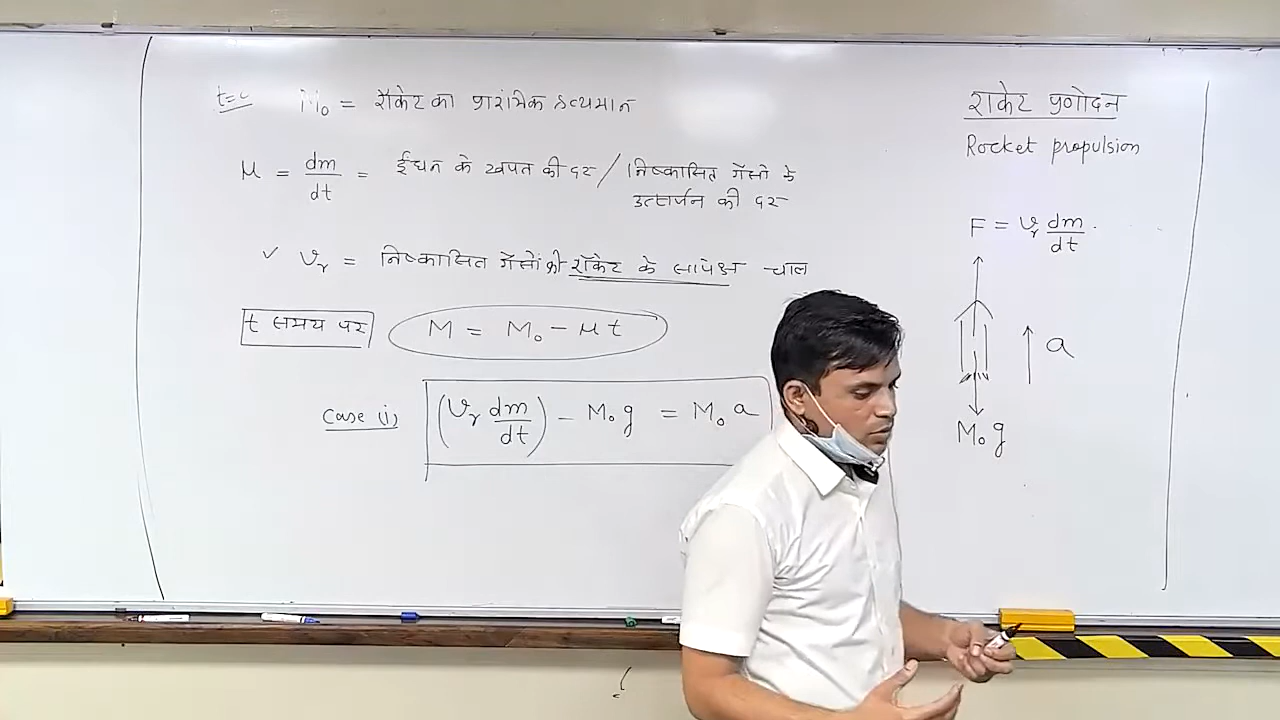 t=0 M₀ = रॉकेट का प्रारंभिक द्रव्यमान
μ = dm/dt = ईंधन के खपत की दर / निष्कासित गैसों के
उत्सर्जन की दर
✓ vᵣ = निष्कासित गैसों की रॉकेट के सापेक्ष चाल
t समय पर M = M₀ − μt
Case (i) (vᵣ dm/dt) − M₀g = M₀a
रॉकेट प्रणोदन
Rocket propulsion
F = vᵣ dm/dt
a
M₀g